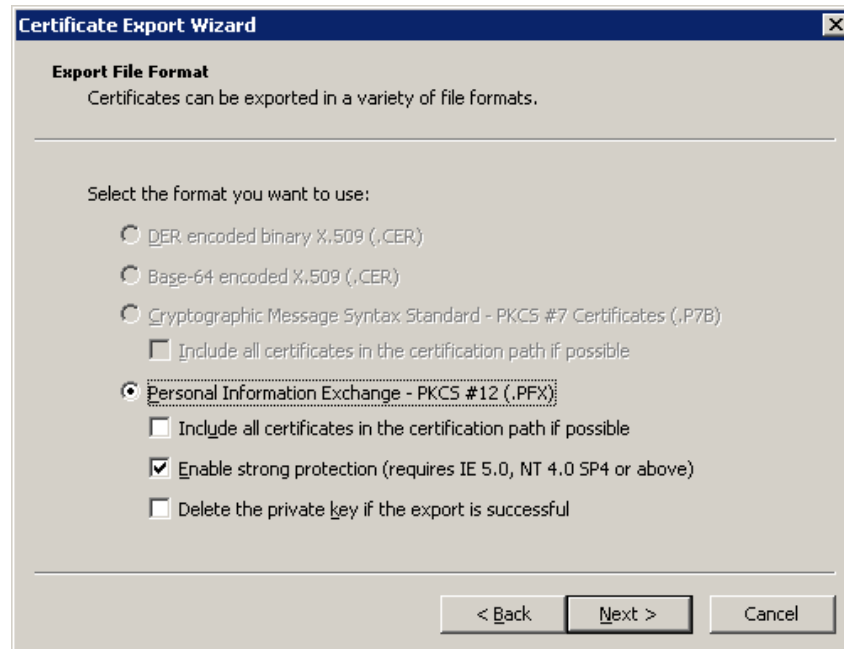 Certificate Export Wizard
Export File Format
Certificates can be exported in a variety of file formats.
Select the format you want to use:
DER encoded binary X.509 (.CER)
Base-64 encoded X.509 (.CER)
Cryptographic Message Syntax Standard - PKCS #7 Certificates (.P7B)
Include all certificates in the certification path if possible
Personal Information Exchange - PKCS #12 (.PFX)
Include all certificates in the certification path if possible
Enable strong protection (requires IE 5.0, NT 4.0 SP4 or above)
Delete the private key if the export is successful
< Back Next > Cancel